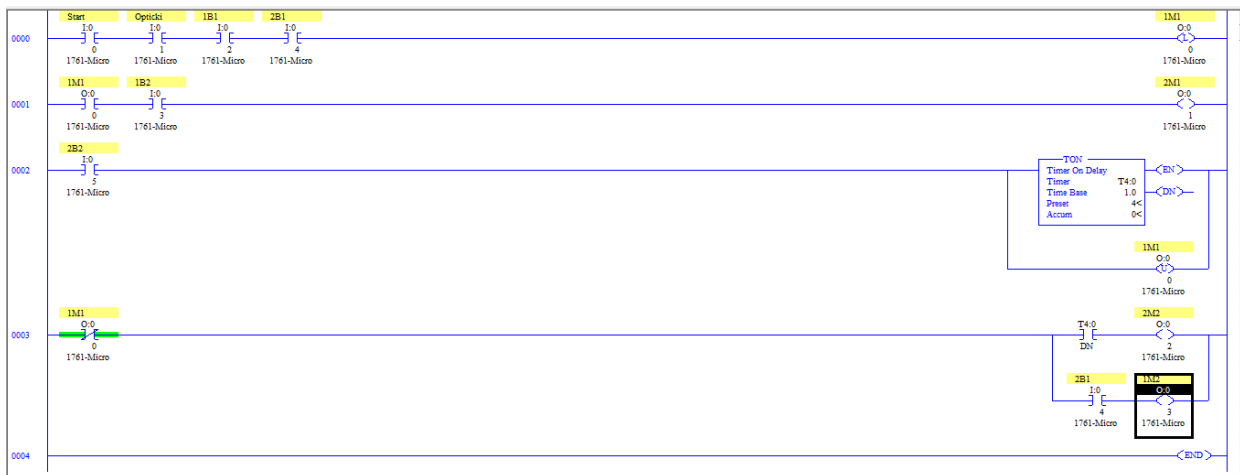 Start Opticki 1B1 2B1 1M1
I:0 I:0 I:0 I:0 O:0
0000 L
0 1 2 4 0
1761-Micro 1761-Micro 1761-Micro 1761-Micro 1761-Micro
1M1 1B2 2M1
O:0 I:0 O:0
0001
0 3 1
1761-Micro 1761-Micro 1761-Micro
2B2
I:0 TON
0002 Timer On Delay EN
5 Timer T4:0
1761-Micro Time Base 1.0 DN
Preset 4<
Accum 0<
1M1
O:0
U
0
1761-Micro
1M1 2M2
O:0 T4:0 O:0
0003
0 DN 2
1761-Micro 1761-Micro
2B1 1M2
I:0 O:0
4 3
1761-Micro 1761-Micro
0004 END